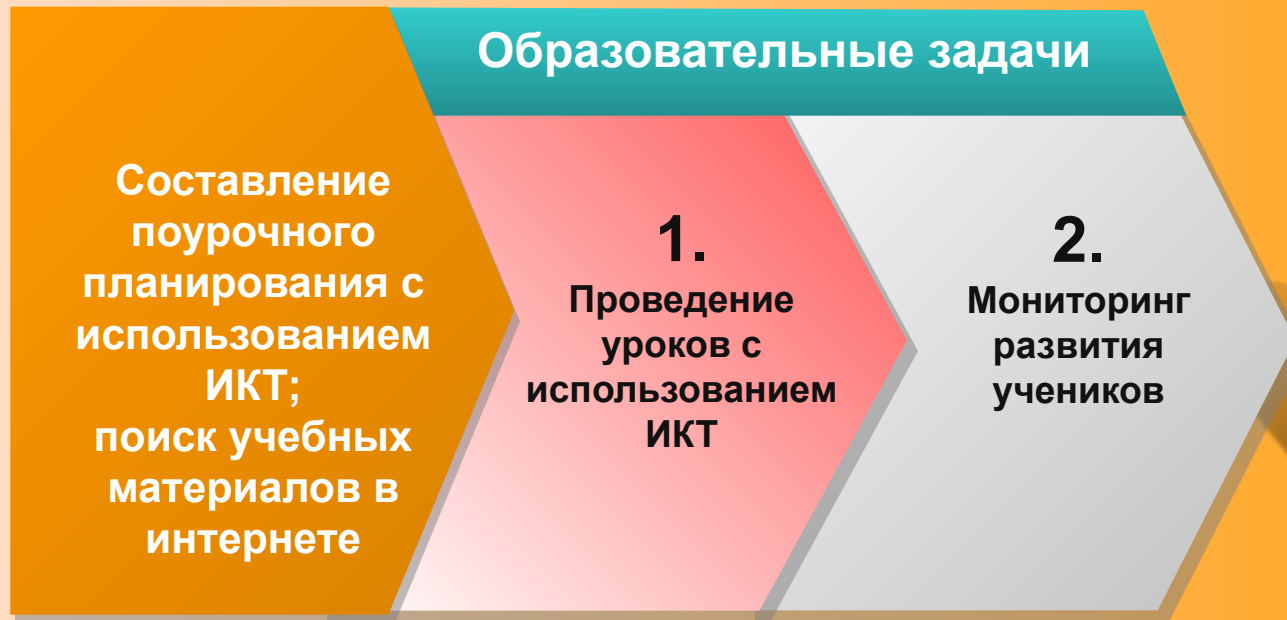 Образовательные задачи
Составление
поурочного
планирования с
использованием
ИКТ;
поиск учебных
материалов в
интернете
1.
Проведение
уроков с
использованием
ИКТ
2.
Мониторинг
развития
учеников